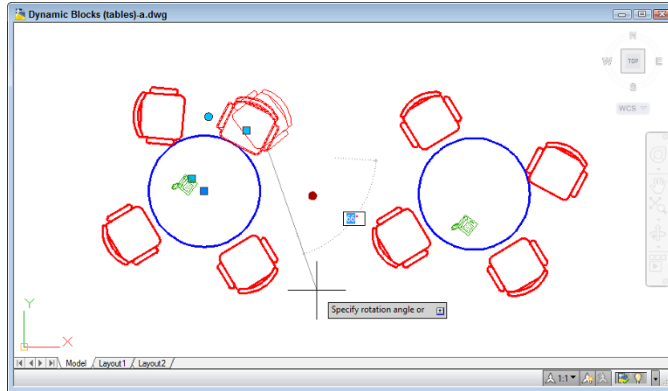 Dynamic Blocks (tables)-a.dwg
N
W TOP E
S
WCS
Specify rotation angle or
Y
X
Model Layout1 Layout2
1:1